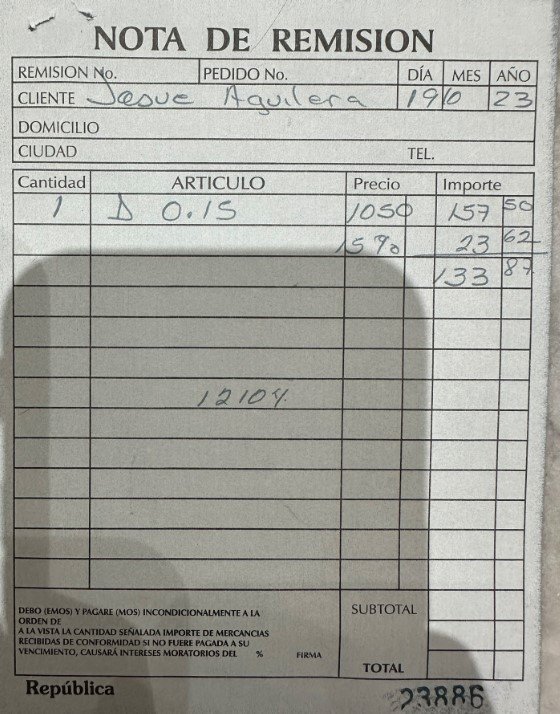 NOTA DE REMISION
REMISION No. PEDIDO No. DÍA MES AÑO
CLIENTE Josue Aguilera 19 10 23
DOMICILIO
CIUDAD TEL.
Cantidad ARTICULO Precio Importe
1 D 0.15 1050 157 50
15% 23 62
133 87
12104
DEBO (EMOS) Y PAGARE (MOS) INCONDICIONALMENTE A LA
ORDEN DE
A LA VISTA LA CANTIDAD SEÑALADA IMPORTE DE MERCANCIAS
RECIBIDAS DE CONFORMIDAD SI NO FUERE PAGADA A SU
VENCIMIENTO, CAUSARÁ INTERESES MORATORIOS DEL % FIRMA
SUBTOTAL
TOTAL
República 23886